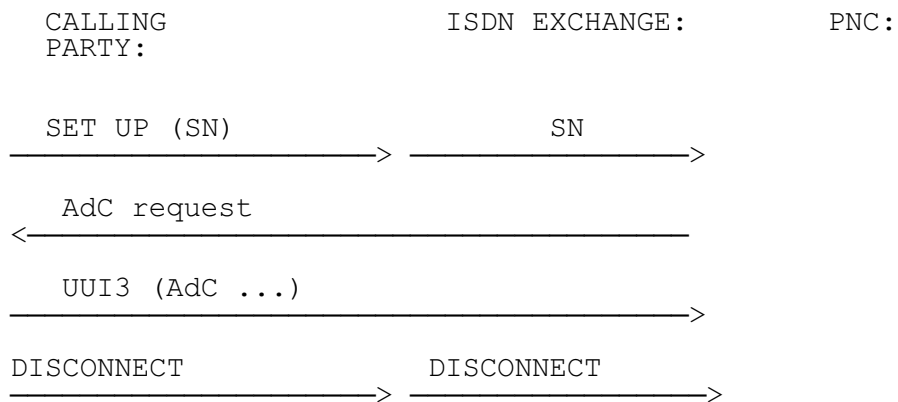 CALLING ISDN EXCHANGE: PNC:
PARTY:
SET UP (SN) SN
AdC request
UUI3 (AdC ...)
DISCONNECT DISCONNECT